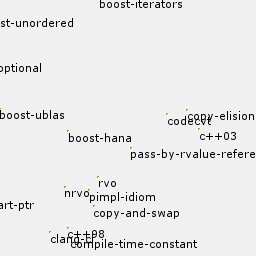 boost-iterators
st-unordered
optional
boost-ublas
copy-elision
codecvt
c++03
boost-hana
pass-by-rvalue-refere
rvo
nrvo
pimpl-idiom
art-ptr
copy-and-swap
c++98
compile-time-constant